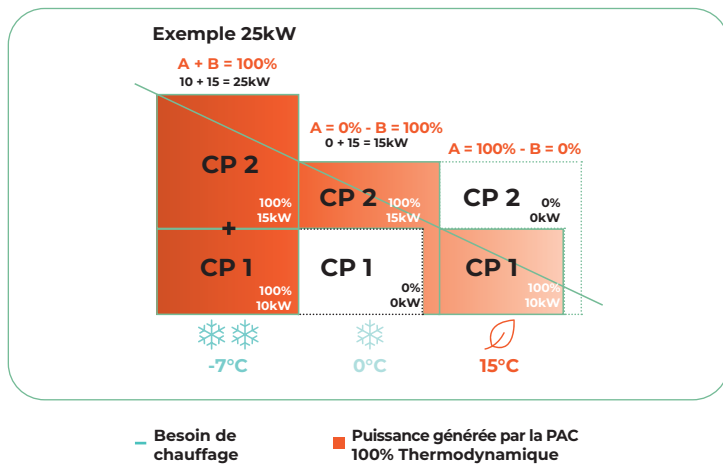 Exemple 25kW
A + B = 100%
10 + 15 = 25kW
A = 0% - B = 100%
0 + 15 = 15kW
A = 100% - B = 0%
CP 2
100%
15kW
CP 2
100%
15kW
CP 2
0%
0kW
+
CP 1
100%
10kW
CP 1
0%
0kW
CP 1
100%
10kW
-7°C
0°C
15°C
Besoin de
chauffage
Puissance générée par la PAC
100% Thermodynamique